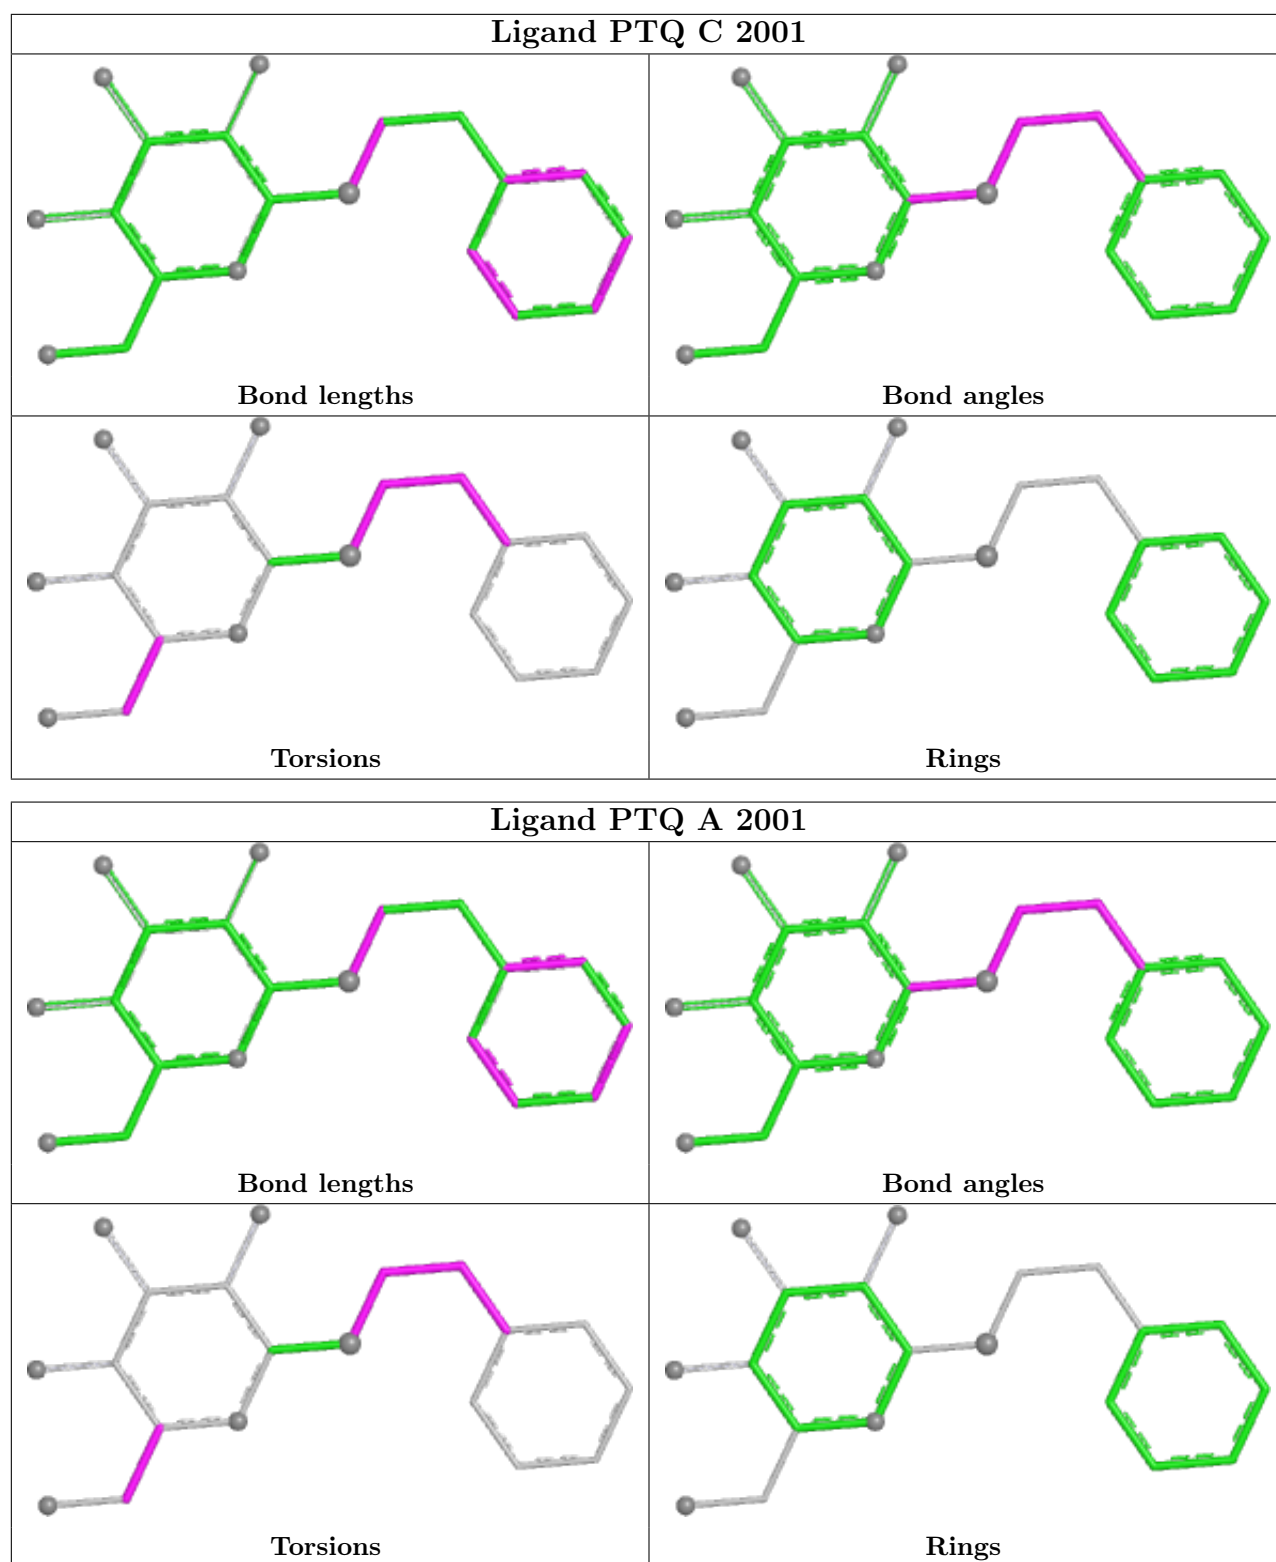 Ligand PTQ C 2001
Bond lengths
Bond angles
Torsions
Rings
Ligand PTQ A 2001
Bond lengths
Bond angles
Torsions
Rings